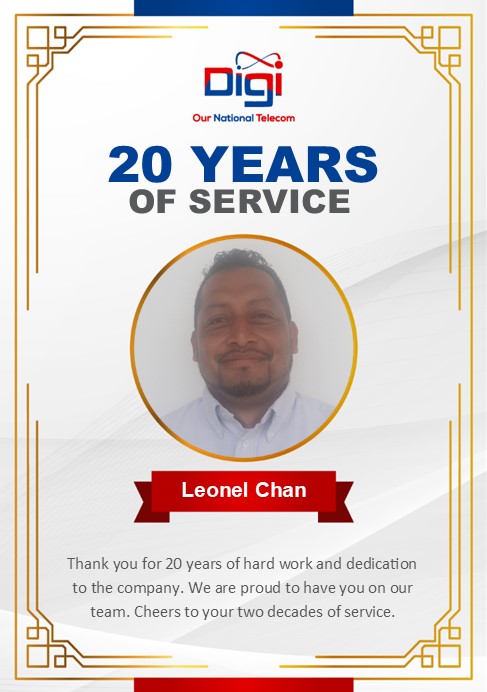 Digi
Our National Telecom
20 YEARS
OF SERVICE
Leonel Chan
Thank you for 20 years of hard work and dedication
to the company. We are proud to have you on our
team. Cheers to your two decades of service.